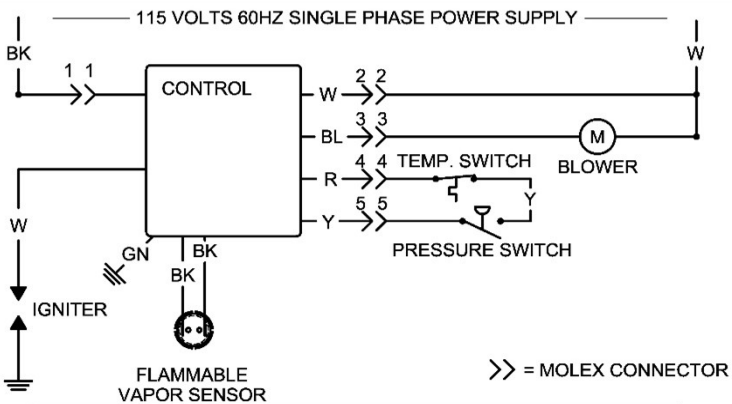 115 VOLTS 60HZ SINGLE PHASE POWER SUPPLY
BK
W
1 1
CONTROL
W
2 2
BL
3 3
M
BLOWER
R
4 4
TEMP. SWITCH
Y
Y
5 5
PRESSURE SWITCH
W
GN
BK
BK
IGNITER
FLAMMABLE
VAPOR SENSOR
= MOLEX CONNECTOR